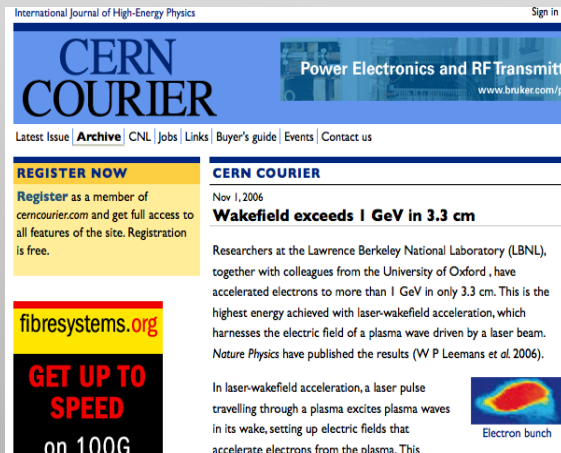 International Journal of High-Energy Physics
Sign in
CERN
COURIER
Power Electronics and RF Transmitt
www.bruker.com/p
Latest Issue | Archive | CNL | Jobs | Links | Buyer's guide | Events | Contact us
REGISTER NOW
Register as a member of
cerncourier.com and get full access to
all features of the site. Registration
is free.
fibresystems.org
GET UP TO
SPEED
on 100G
CERN COURIER
Nov 1, 2006
Wakefield exceeds 1 GeV in 3.3 cm
Researchers at the Lawrence Berkeley National Laboratory (LBNL),
together with colleagues from the University of Oxford , have
accelerated electrons to more than 1 GeV in only 3.3 cm. This is the
highest energy achieved with laser-wakefield acceleration, which
harnesses the electric field of a plasma wave driven by a laser beam.
Nature Physics have published the results (W P Leemans et al. 2006).
In laser-wakefield acceleration, a laser pulse
travelling through a plasma excites plasma waves
in its wake, setting up electric fields that
accelerate electrons from the plasma. This
Electron bunch